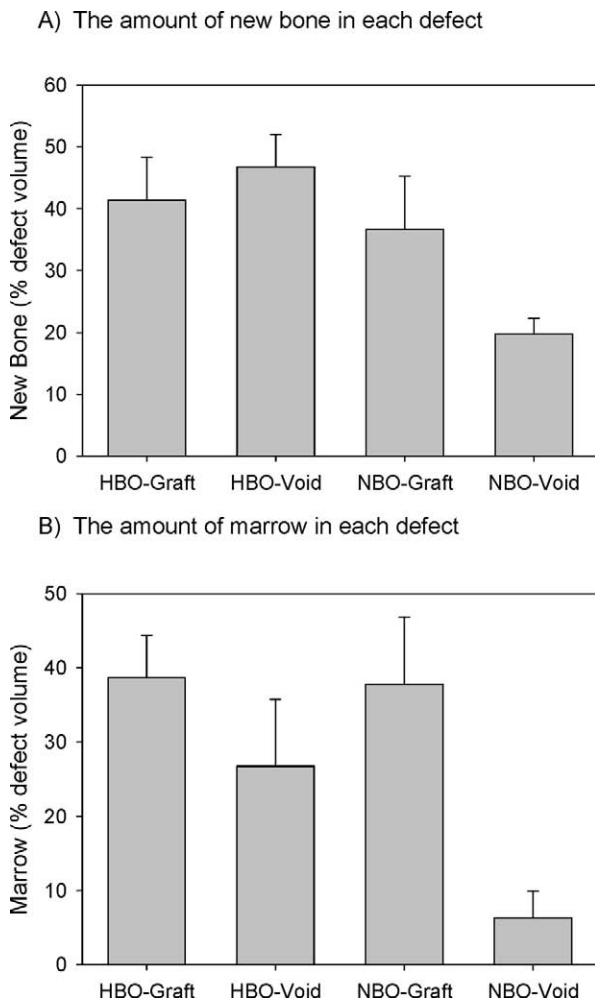 A) The amount of new bone in each defect
New Bone (% defect volume)
60
50
40
30
20
10
0
HBO-Graft HBO-Void NBO-Graft NBO-Void
B) The amount of marrow in each defect
Marrow (% defect volume)
50
40
30
20
10
0
HBO-Graft HBO-Void NBO-Graft NBO-Void